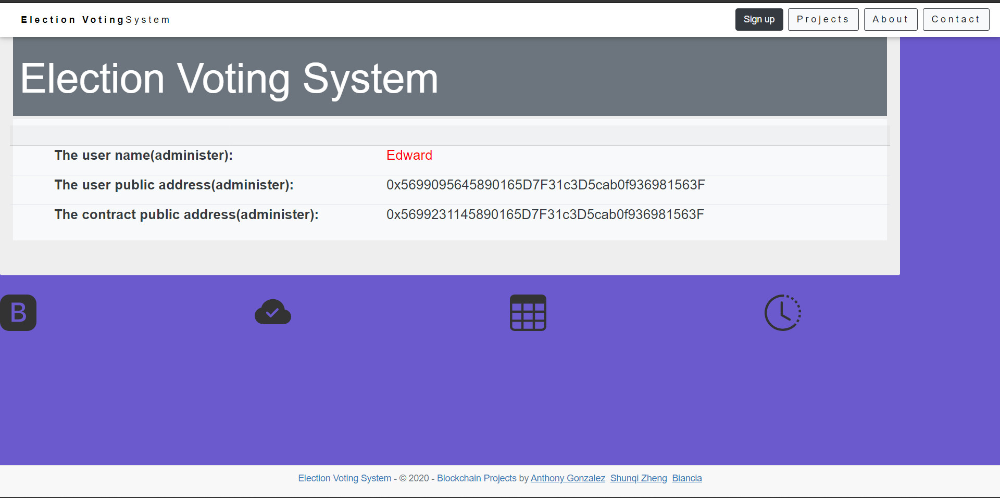 Election VotingSystem
Sign up Projects About Contact
Election Voting System
The user name(administer): Edward
The user public address(administer): 0x5699095645890165D7F31c3D5cab0f936981563F
The contract public address(administer): 0x5699231145890165D7F31c3D5cab0f936981563F
B
Election Voting System - © 2020 - Blockchain Projects by Anthony Gonzalez Shunqi Zheng Biancia